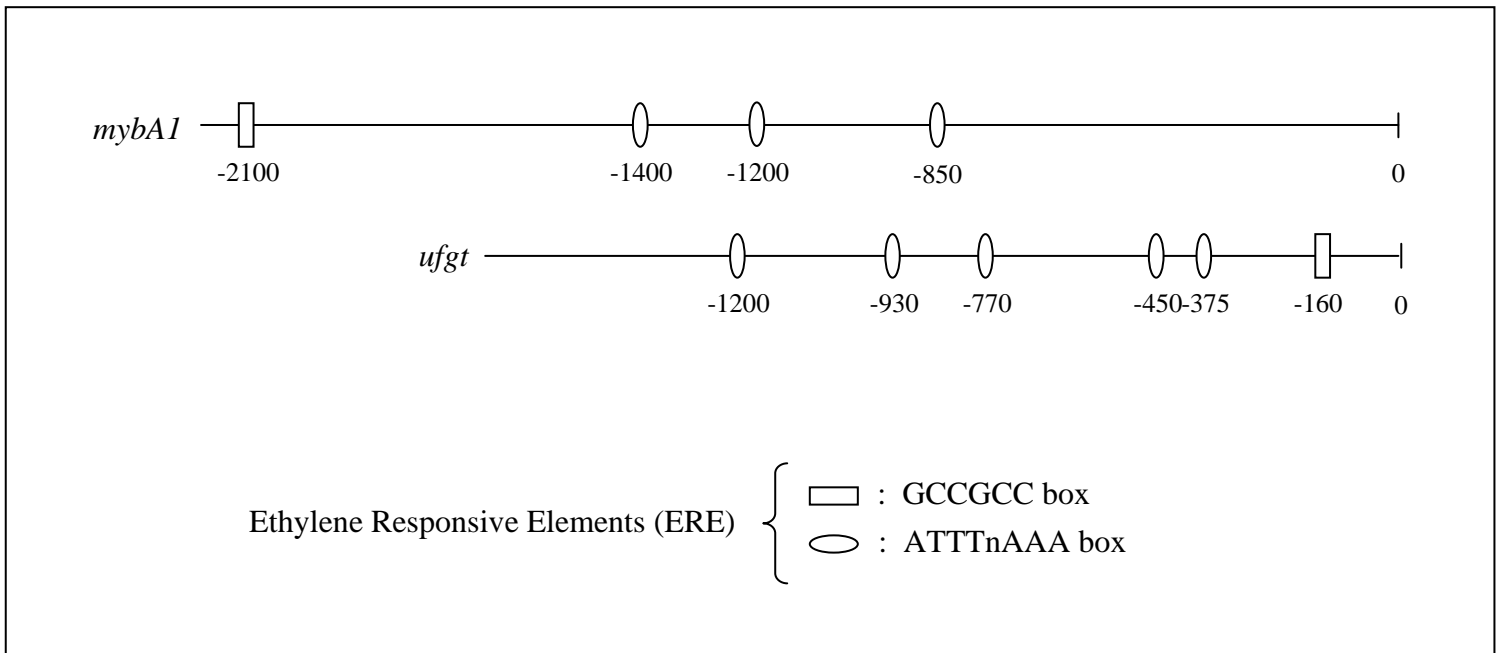 mybA1
-2100 -1400 -1200 -850 0
ufgt
-1200 -930 -770 -450 -375 -160 0
Ethylene Responsive Elements (ERE)
: GCCGCC box
: ATTTnAAA box